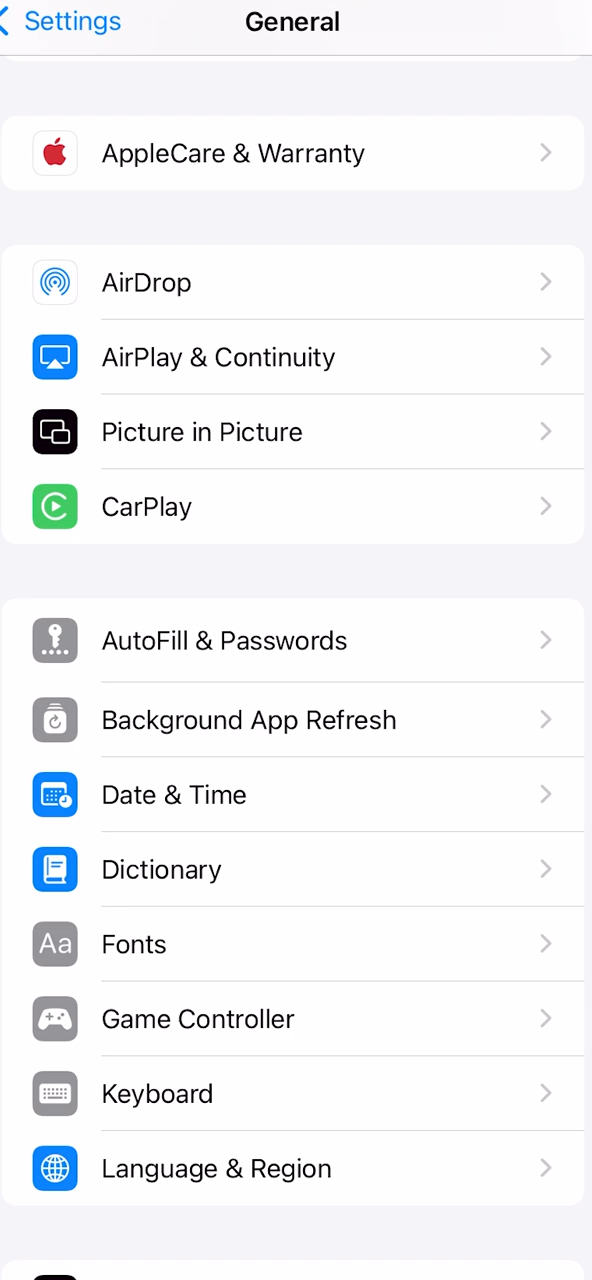 Settings
General
AppleCare & Warranty
AirDrop
AirPlay & Continuity
Picture in Picture
CarPlay
AutoFill & Passwords
Background App Refresh
Date & Time
Dictionary
Aa
Fonts
Game Controller
Keyboard
Language & Region